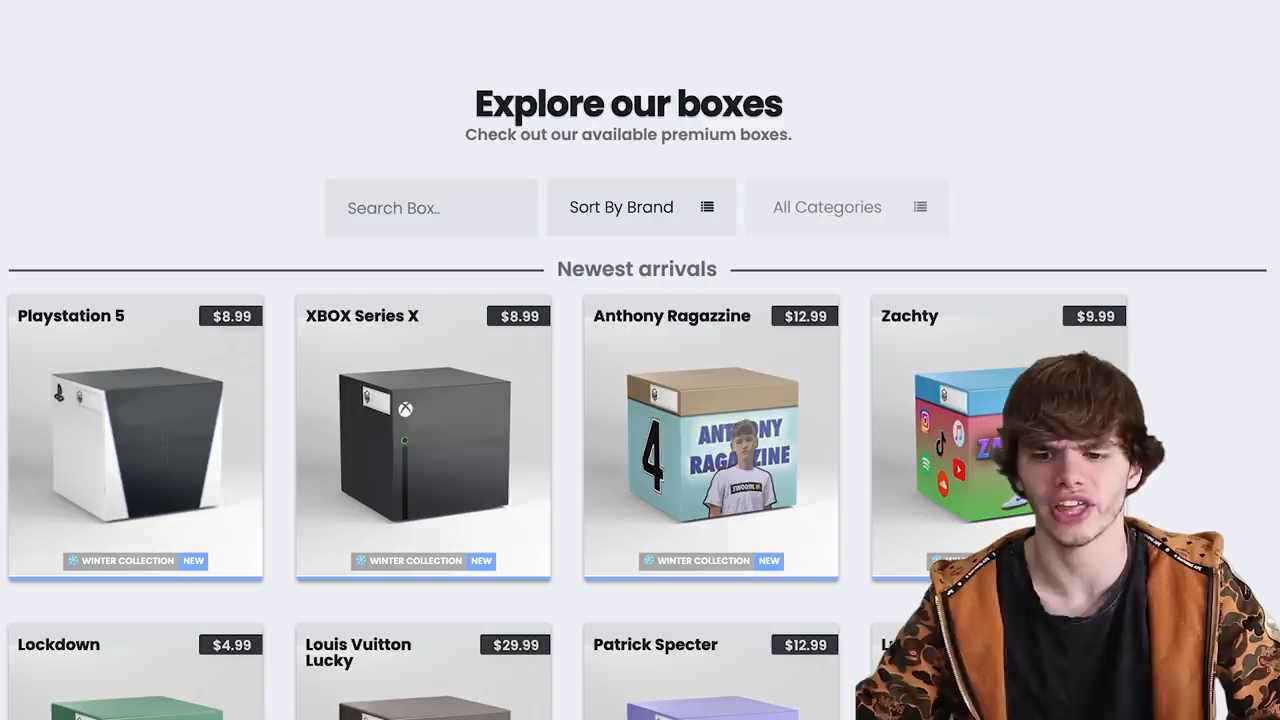 Explore our boxes
Check out our available premium boxes.
Search Box..
Sort By Brand
All Categories
Newest arrivals
Playstation 5
$8.99
XBOX Series X
$8.99
Anthony Ragazzine
$12.99
Zachty
$9.99
4
ANTHONY
RAGAZZINE
WINTER COLLECTION NEW
WINTER COLLECTION NEW
WINTER COLLECTION NEW
Lockdown
$4.99
Louis Vuitton
Lucky
$29.99
Patrick Specter
$12.99